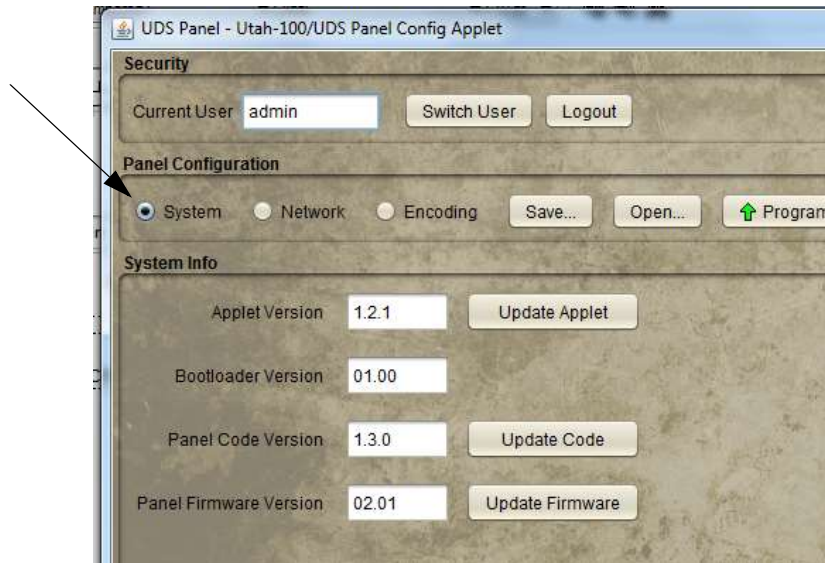 UDS Panel - Utah-100/UDS Panel Config Applet
Security
Current User admin Switch User Logout
Panel Configuration
System Network Encoding Save... Open... Program
System Info
Applet Version 1.2.1 Update Applet
Bootloader Version 01.00
Panel Code Version 1.3.0 Update Code
Panel Firmware Version 02.01 Update Firmware